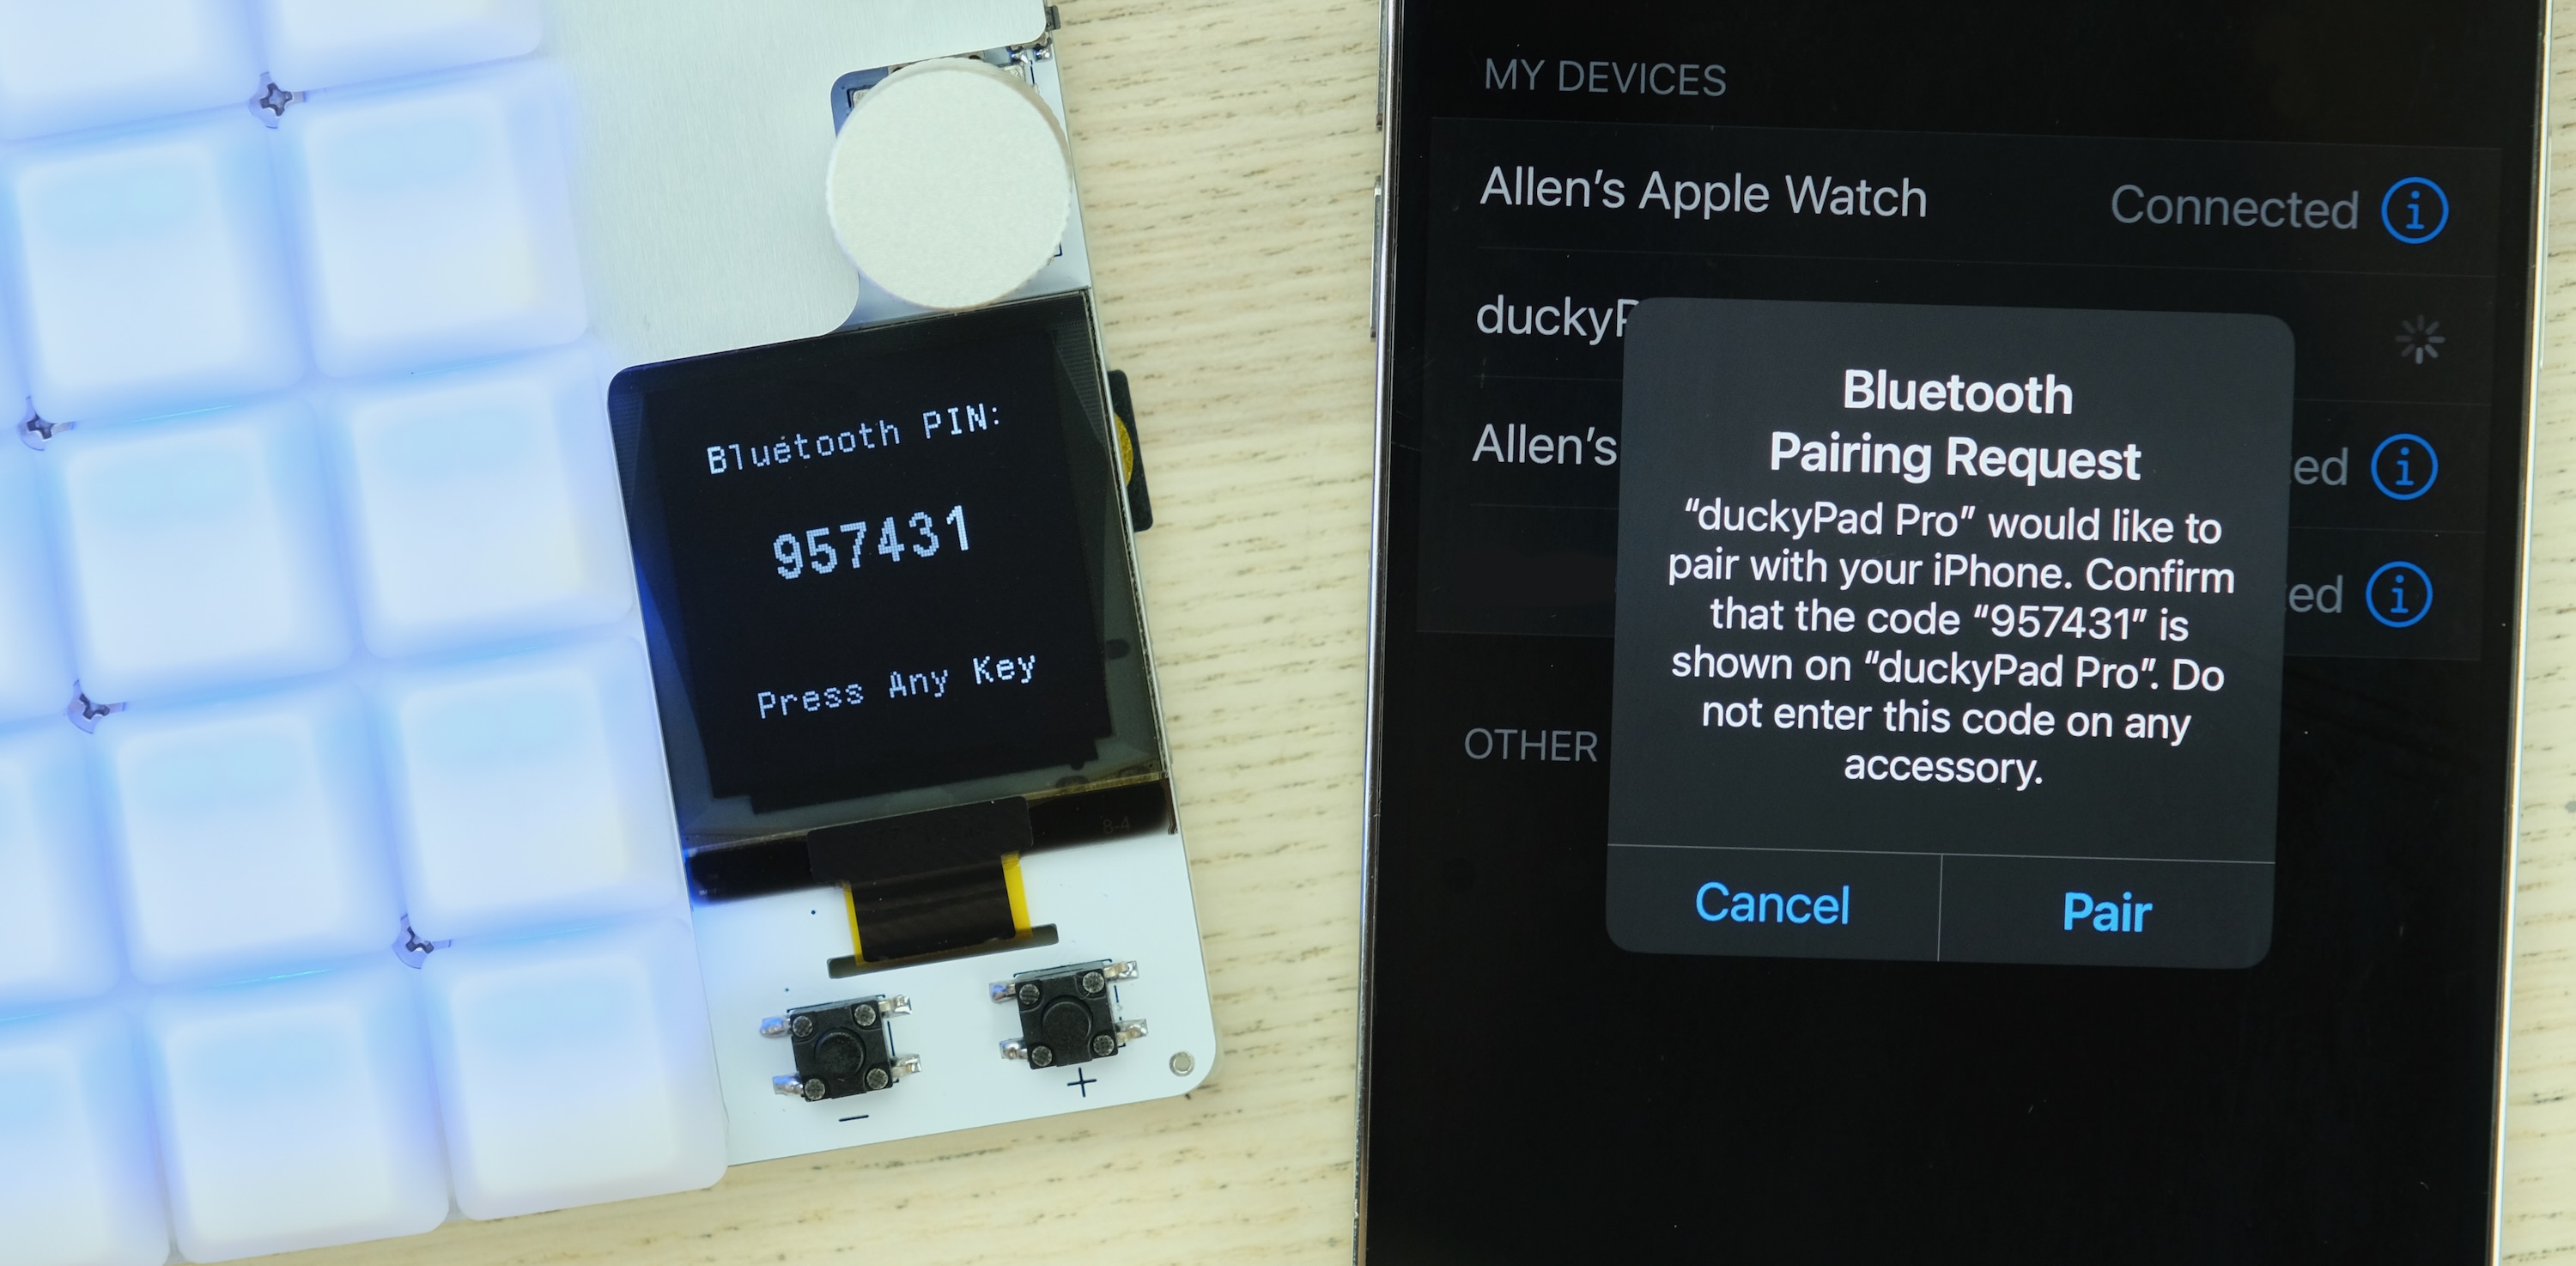 Bluetooth PIN:
957431
Press Any Key
−
+
MY DEVICES
Allen’s Apple Watch Connected
duckyP
Allen’s ed
ed
OTHER
Bluetooth
Pairing Request
“duckyPad Pro” would like to
pair with your iPhone. Confirm
that the code “957431” is
shown on “duckyPad Pro”. Do
not enter this code on any
accessory.
Cancel Pair
8-4